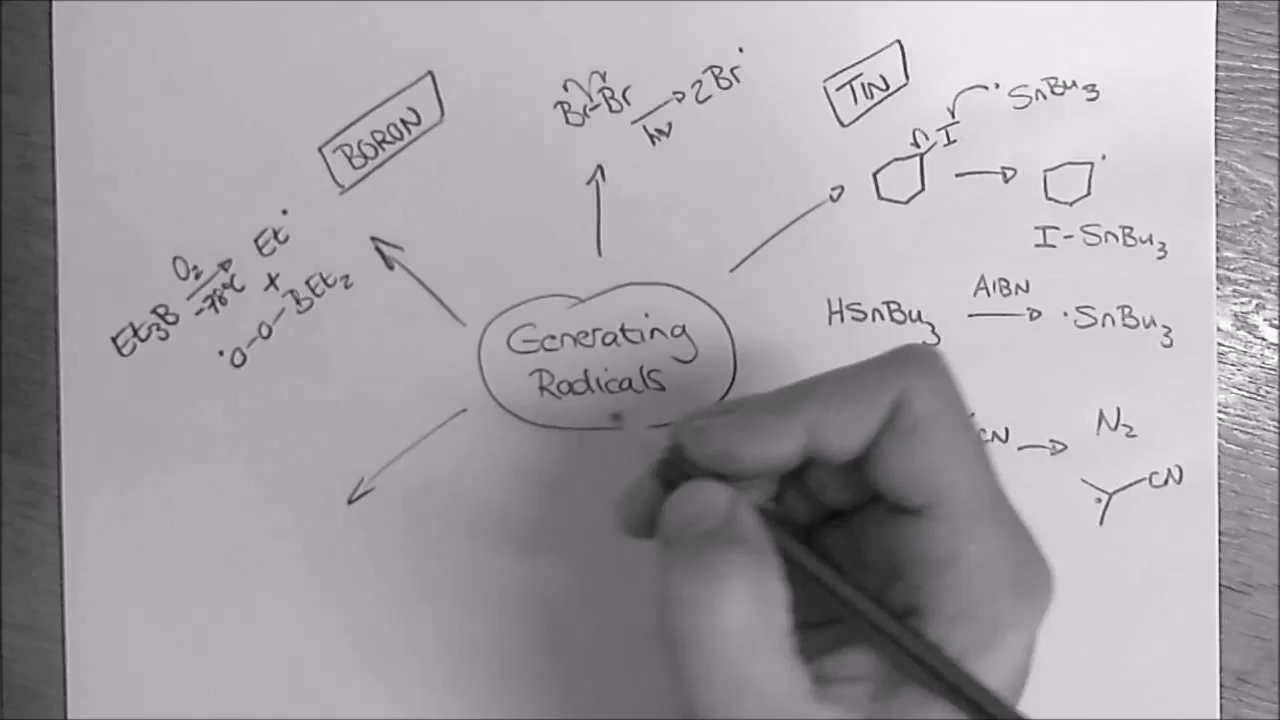 Generating
Radicals
BORON
Et3B O2 -78°C Et•
+
•O-O-BEt2
Br-Br hν 2Br•
TIN
I •SnBu3
I-SnBu3
HSnBu3 AIBN •SnBu3
CN N2
CN